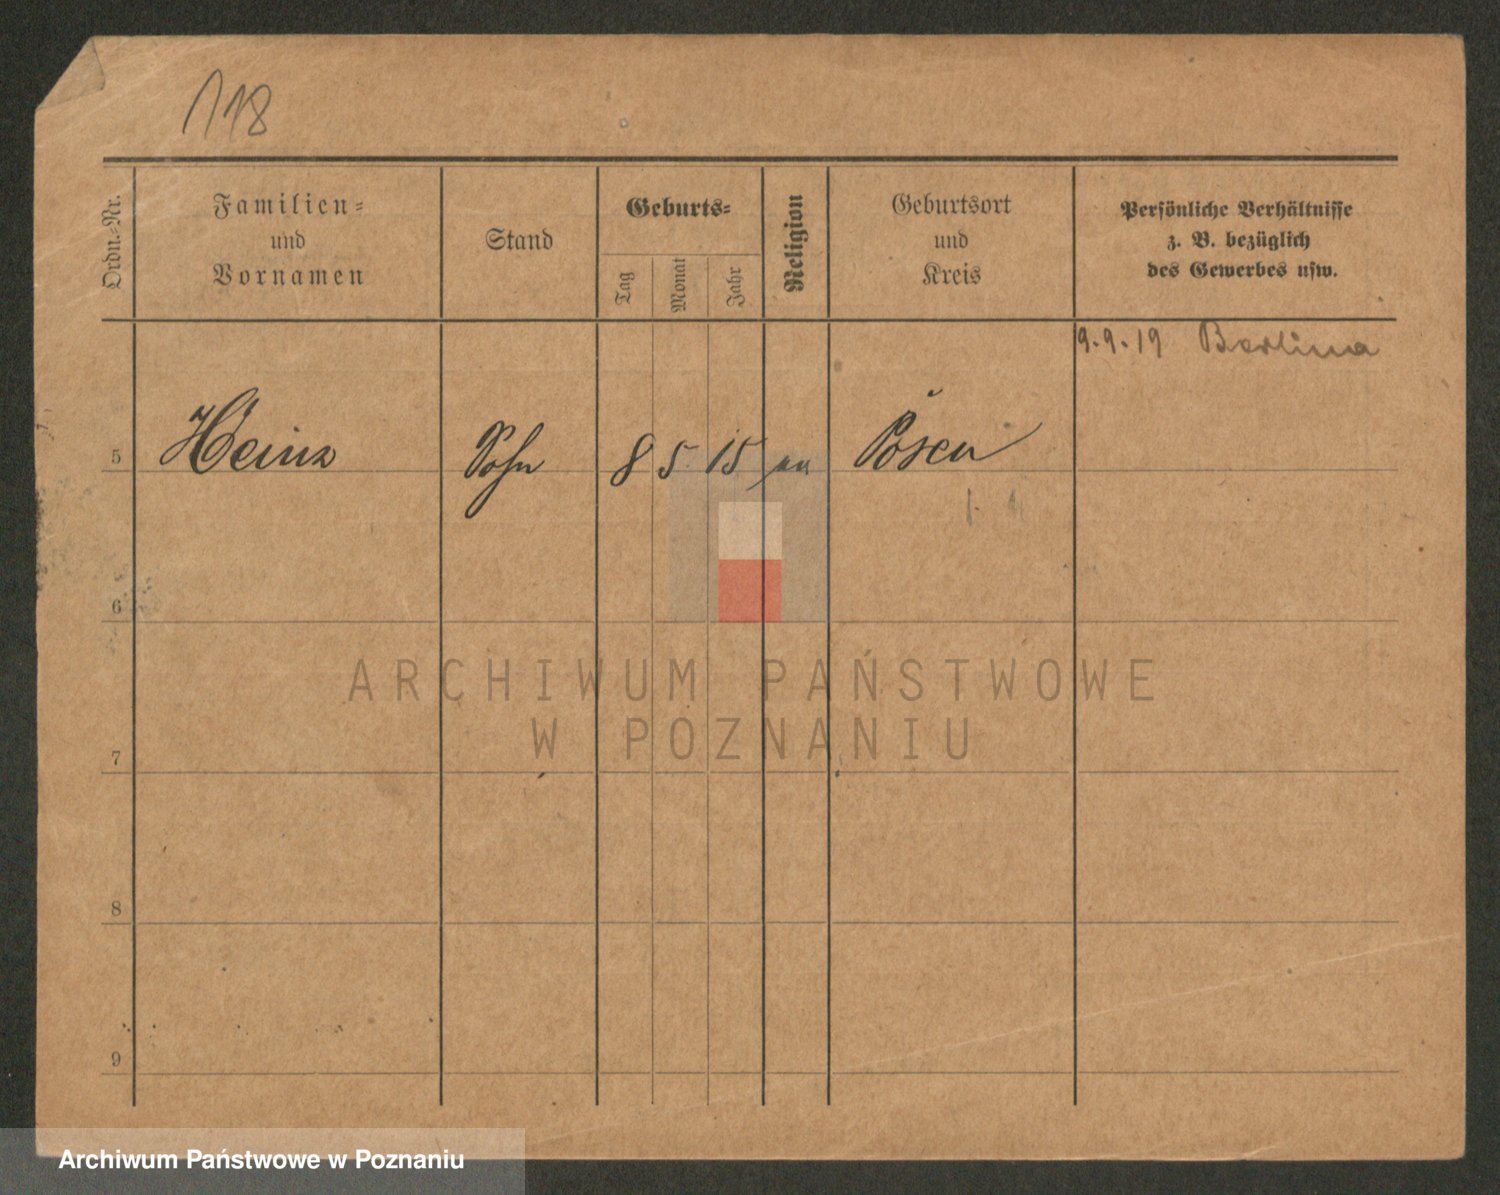 118
Ordn.-Nr.
Familien-
und
Vornamen
Stand
Geburts-
Tag
Monat
Jahr
Religion
Geburtsort
und
Kreis
Persönliche Verhältnisse
z. B. bezüglich
des Gewerbes usw.
9.9.19 Berlina
5 Heinz Sohn 8 5 15 Posen
6
ARCHIWUM PAŃSTWOWE
W POZNANIU
7
8
9
Archiwum Państwowe w Poznaniu